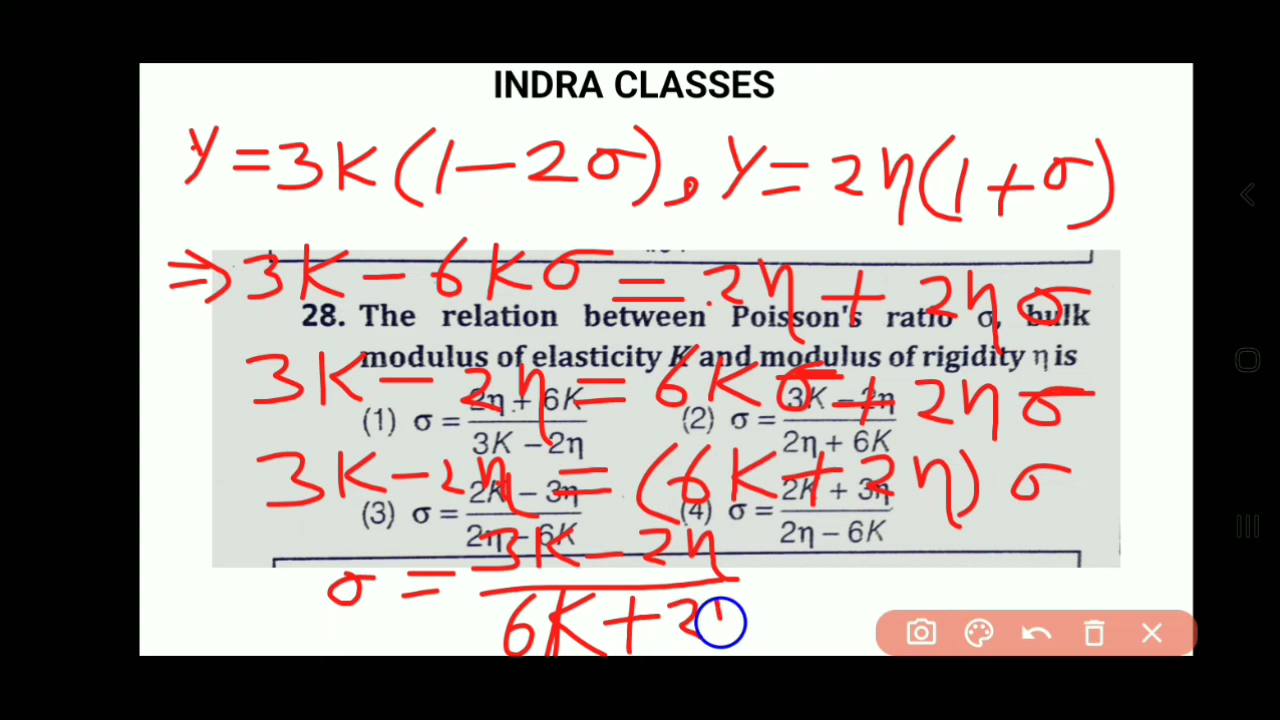 INDRA CLASSES
Y = 3K (1 - 2σ), Y = 2η (1 + σ)
⇒ 3K - 6Kσ = 2η + 2ησ
28. The relation between Poisson's ratio σ, bulk
modulus of elasticity K and modulus of rigidity η is
3K - 2η = 6Kσ + 2ησ
(1) σ = (2η + 6K)/(3K - 2η) (2) σ = (3K - 2η)/(2η + 6K)
3K - 2η = (6K + 2η) σ
(3) σ = (2K - 3η)/(2η - 6K) (4) σ = (2K + 3η)/(2η - 6K)
σ = (3K - 2η)/(6K + 2